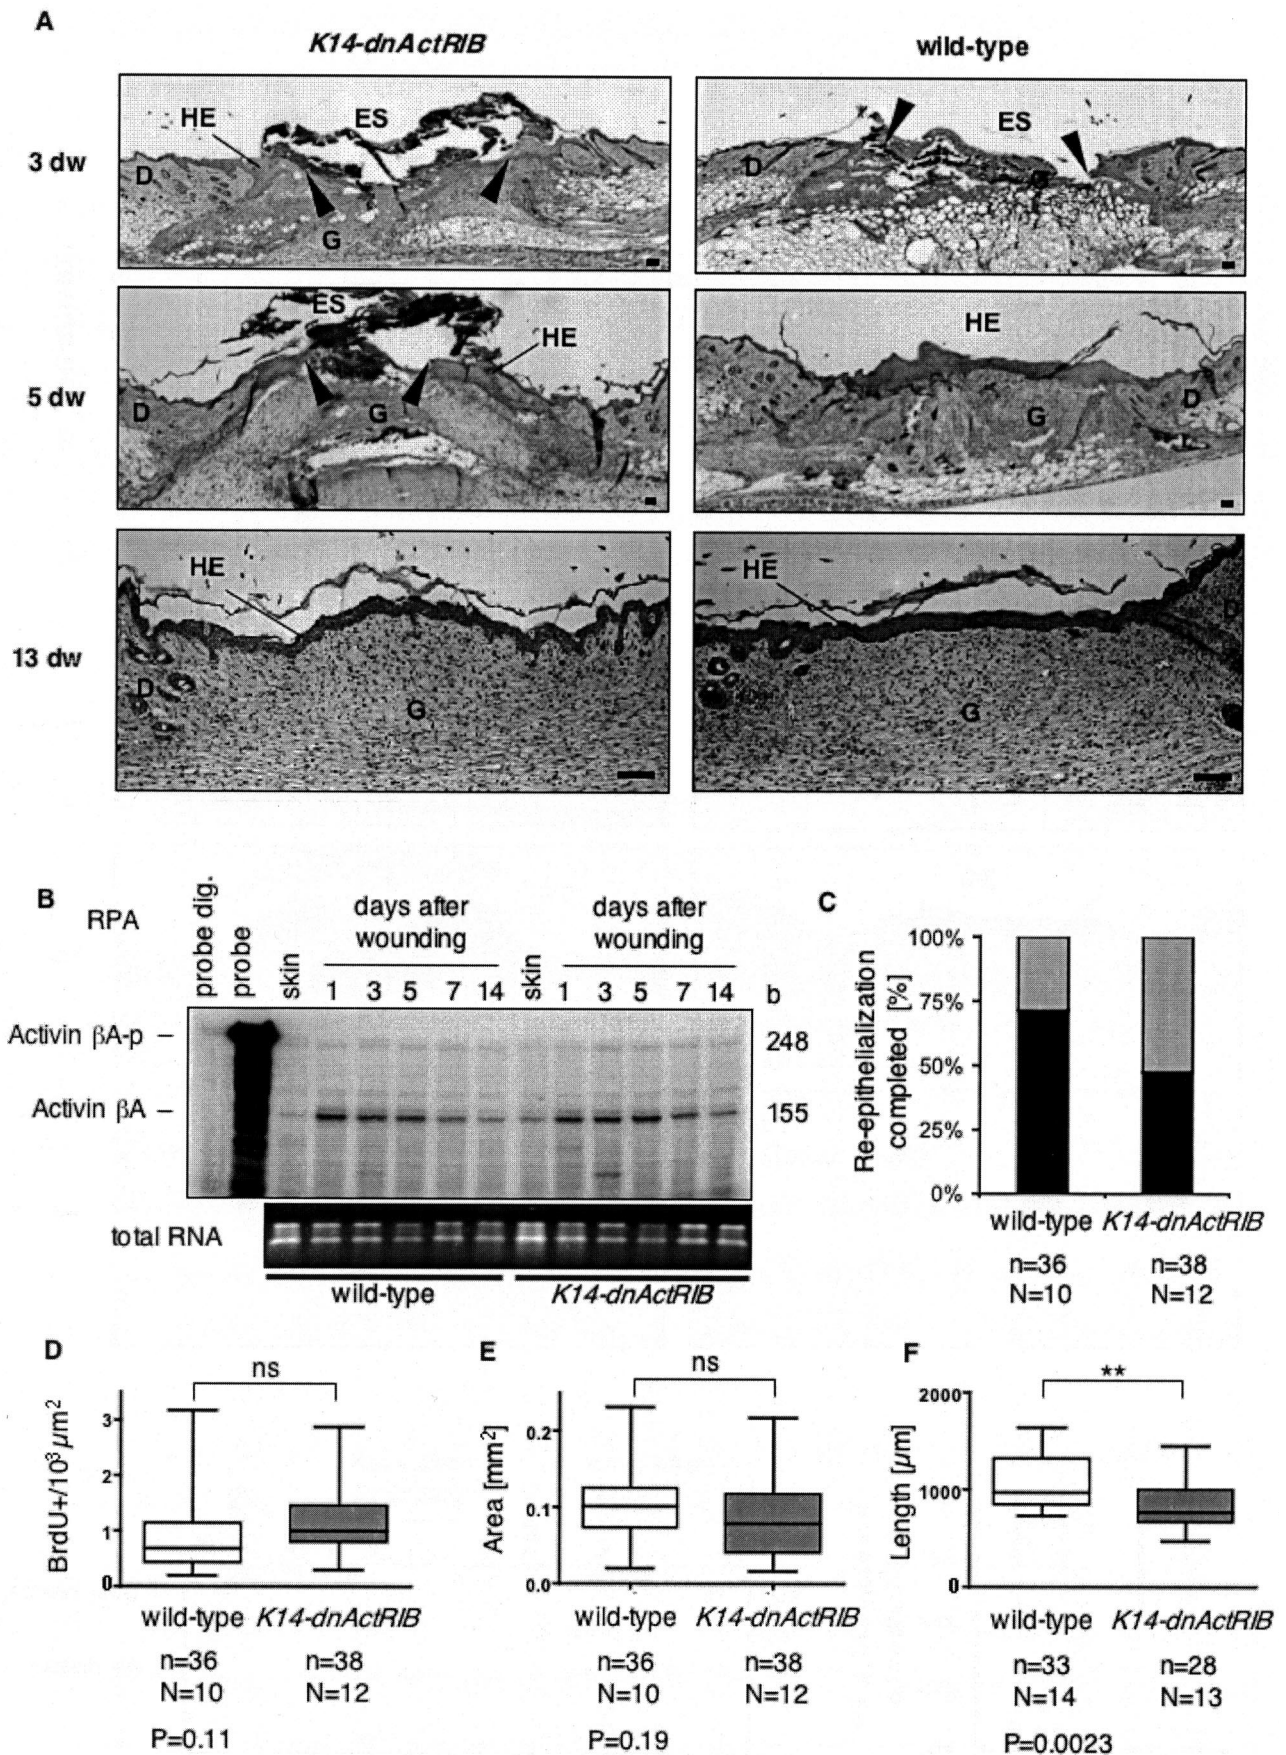 A
K14-dnActRIB
wild-type
3 dw
HE
ES
D
G
ES
D
G
5 dw
ES
HE
D
G
HE
G
D
13 dw
HE
D
G
HE
D
G
B
RPA
probe dig.
probe
skin
days after
wounding
1 3 5 7 14
skin
days after
wounding
1 3 5 7 14
b
Activin βA-p –
248
Activin βA –
155
total RNA
wild-type
K14-dnActRIB
C
Re-epithelialization
completed [%]
100%
75%
50%
25%
0%
wild-type K14-dnActRIB
n=36 n=38
N=10 N=12
D
ns
BrdU+/10³ µm²
3
2
1
0
wild-type K14-dnActRIB
n=36 n=38
N=10 N=12
P=0.11
E
ns
Area [mm²]
0.2
0.1
0.0
wild-type K14-dnActRIB
n=36 n=38
N=10 N=12
P=0.19
F
**
Length [µm]
2000
1000
0
wild-type K14-dnActRIB
n=33 n=28
N=14 N=13
P=0.0023